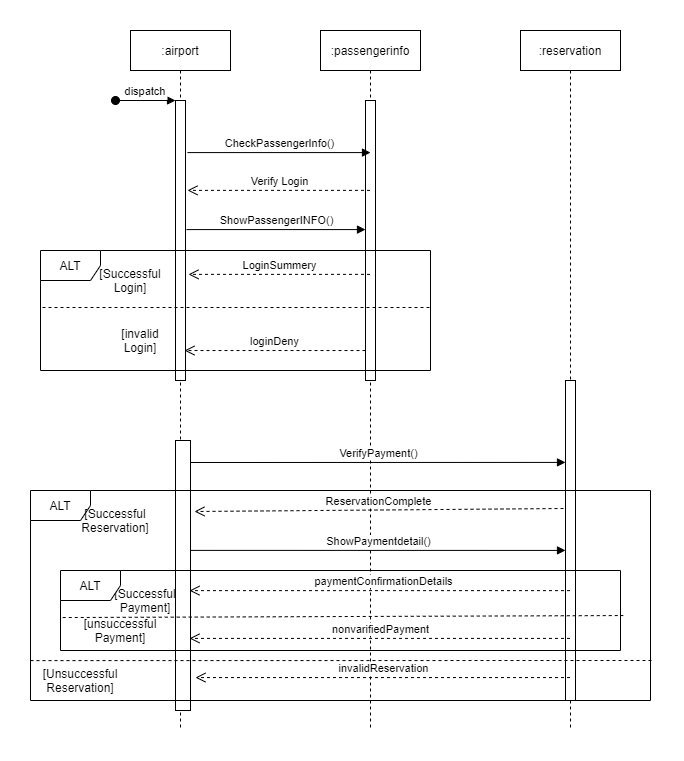 :airport
:passengerinfo
:reservation
dispatch
CheckPassengerInfo()
Verify Login
ShowPassengerINFO()
ALT
[Successful
Login]
LoginSummery
[invalid
Login]
loginDeny
VerifyPayment()
ALT
[Successful
Reservation]
ReservationComplete
ShowPaymentdetail()
ALT
[Successful
Payment]
paymentConfirmationDetails
[unsuccessful
Payment]
nonvarifiedPayment
[Unsuccessful
Reservation]
invalidReservation